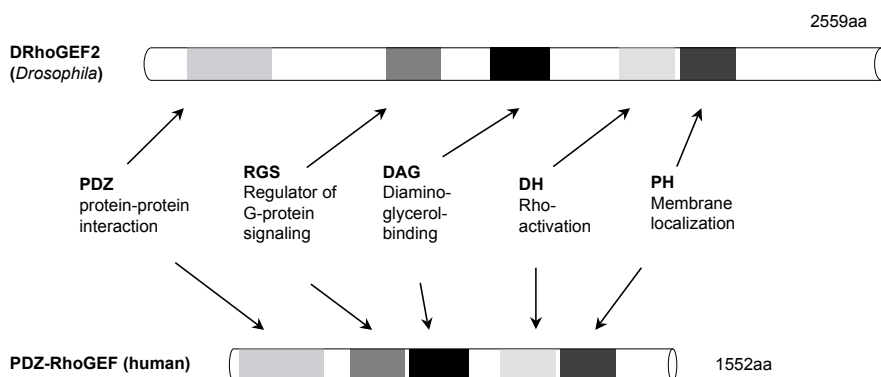 2559aa
DRhoGEF2
(Drosophila)
PDZ
protein-protein
interaction
RGS
Regulator of
G-protein
signaling
DAG
Diamino-
glycerol-
binding
DH
Rho-
activation
PH
Membrane
localization
PDZ-RhoGEF (human)
1552aa